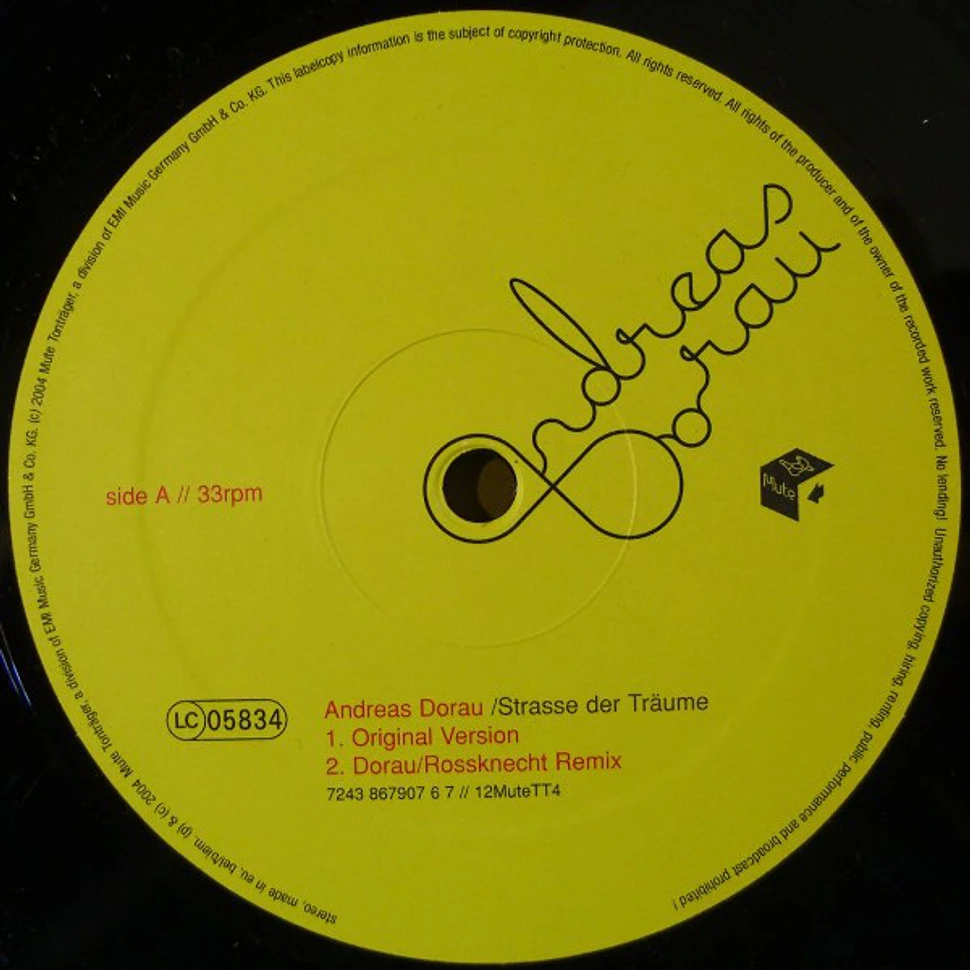 stereo, made in eu, bel/biem, (p) & (c) 2004 Mute Tonträger, a division of EMI Music Germany GmbH & Co. KG. (c) 2004 Mute Tonträger, a division of EMI Music Germany GmbH & Co. KG. This labelcopy information is the subject of copyright protection. All rights reserved. All rights of the producer and of the owner of the recorded work reserved. No lending! Unauthorized copying, hiring, renting, public performance and broadcast prohibited !
andreas
dorau
Mute
side A // 33rpm
LC 05834
Andreas Dorau /Strasse der Träume
1. Original Version
2. Dorau/Rossknecht Remix
7243 867907 6 7 // 12MuteTT4